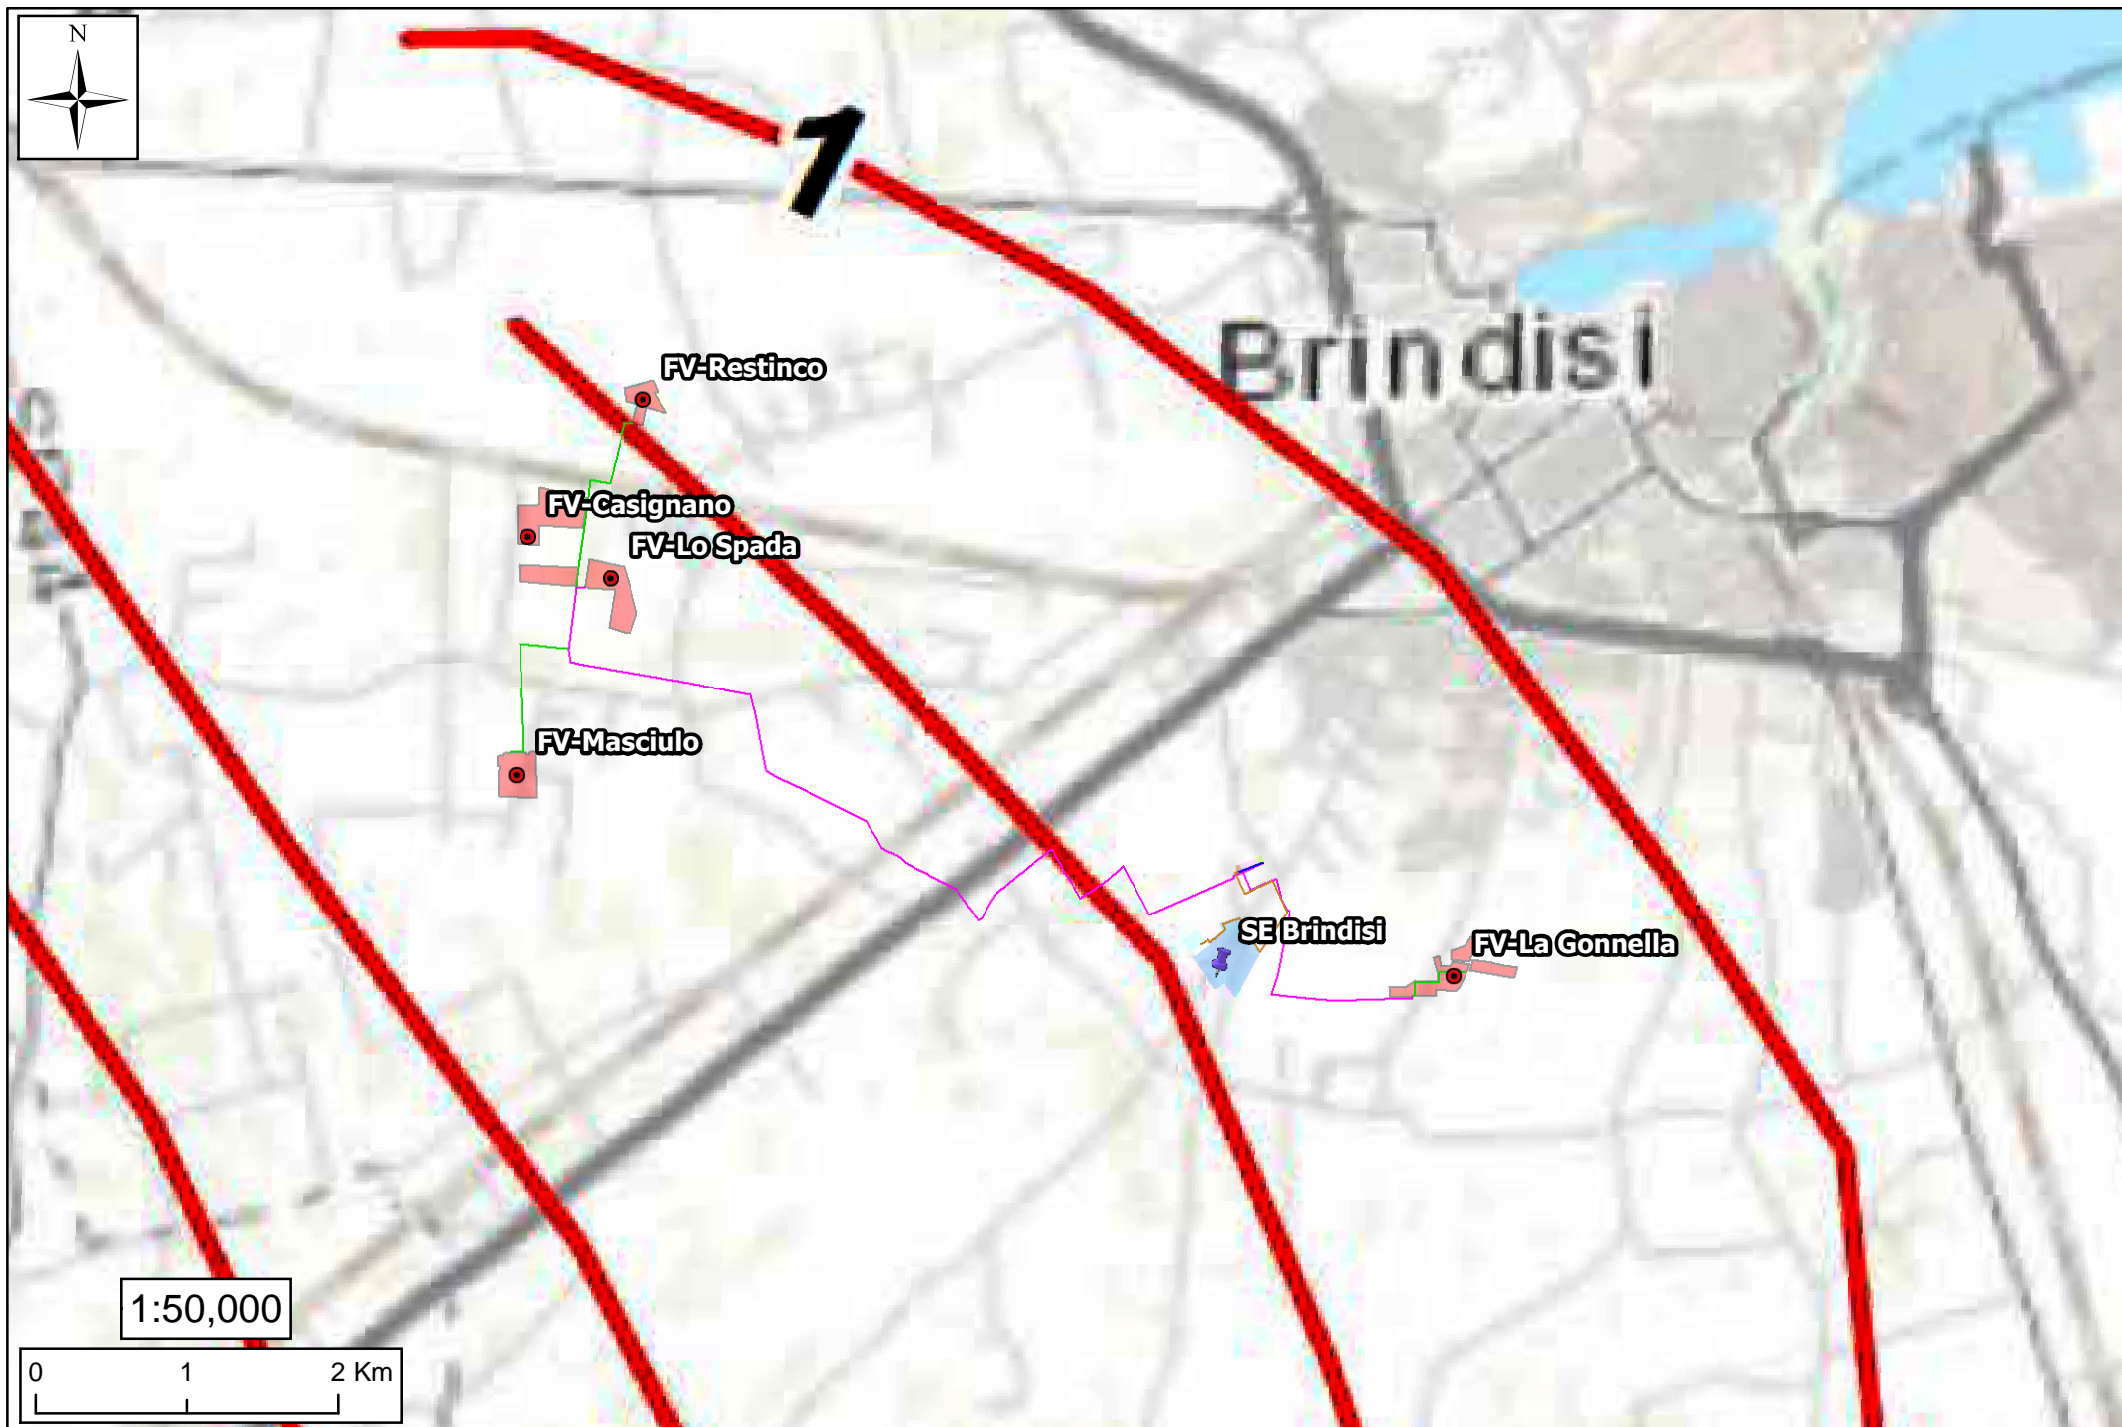 N
1
Brindisi
FV-Restinco
FV-Casignano
FV-Lo Spada
FV-Masciulo
SE Brindisi
FV-La Gonnella
1:50,000
0 1 2 Km